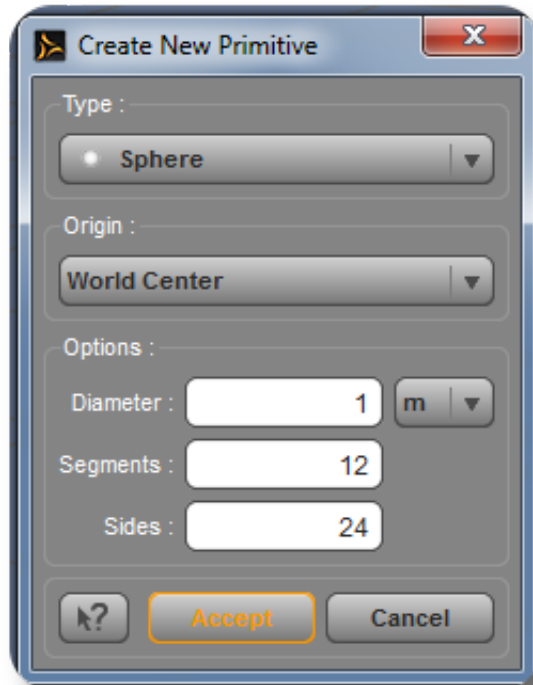 Create New Primitive
Type :
Sphere
Origin :
World Center
Options :
Diameter : 1 m
Segments : 12
Sides : 24
? Accept Cancel